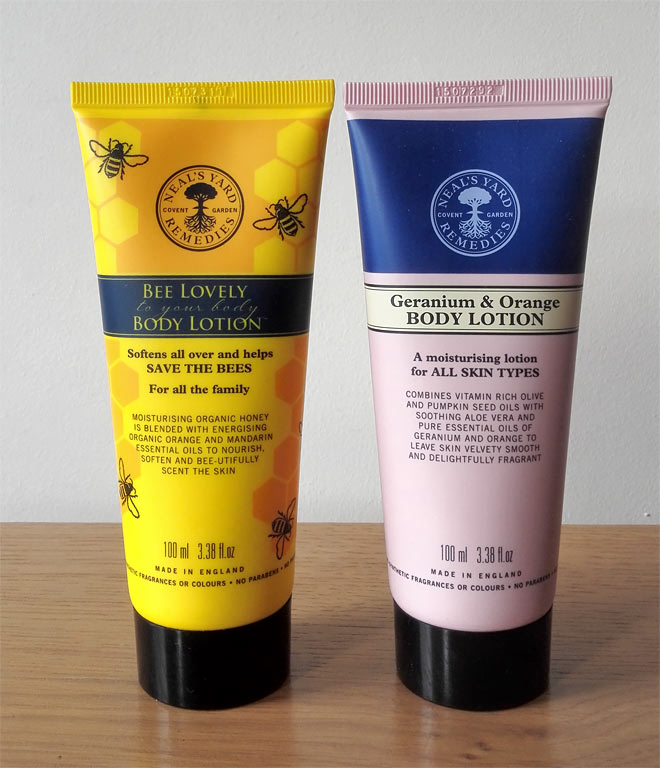 150731
NEAL'S YARD
COVENT GARDEN
REMEDIES
BEE LOVELY
to your body
BODY LOTION™
Softens all over and helps
SAVE THE BEES
For all the family
MOISTURISING ORGANIC HONEY
IS BLENDED WITH ENERGISING
ORGANIC ORANGE AND MANDARIN
ESSENTIAL OILS TO NOURISH,
SOFTEN AND BEE-UTIFULLY
SCENT THE SKIN
100 ml 3.38 fl.oz
MADE IN ENGLAND
FRAGRANCES OR COLOURS • NO PARABENS •
1507292
NEAL'S YARD
COVENT GARDEN
REMEDIES
Geranium & Orange
BODY LOTION
A moisturising lotion
for ALL SKIN TYPES
COMBINES VITAMIN RICH OLIVE
AND PUMPKIN SEED OILS WITH
SOOTHING ALOE VERA AND
PURE ESSENTIAL OILS OF
GERANIUM AND ORANGE TO
LEAVE SKIN VELVETY SMOOTH
AND DELIGHTFULLY FRAGRANT
100 ml 3.38 fl.oz
MADE IN ENGLAND
FRAGRANCES OR COLOURS • NO PARABENS •